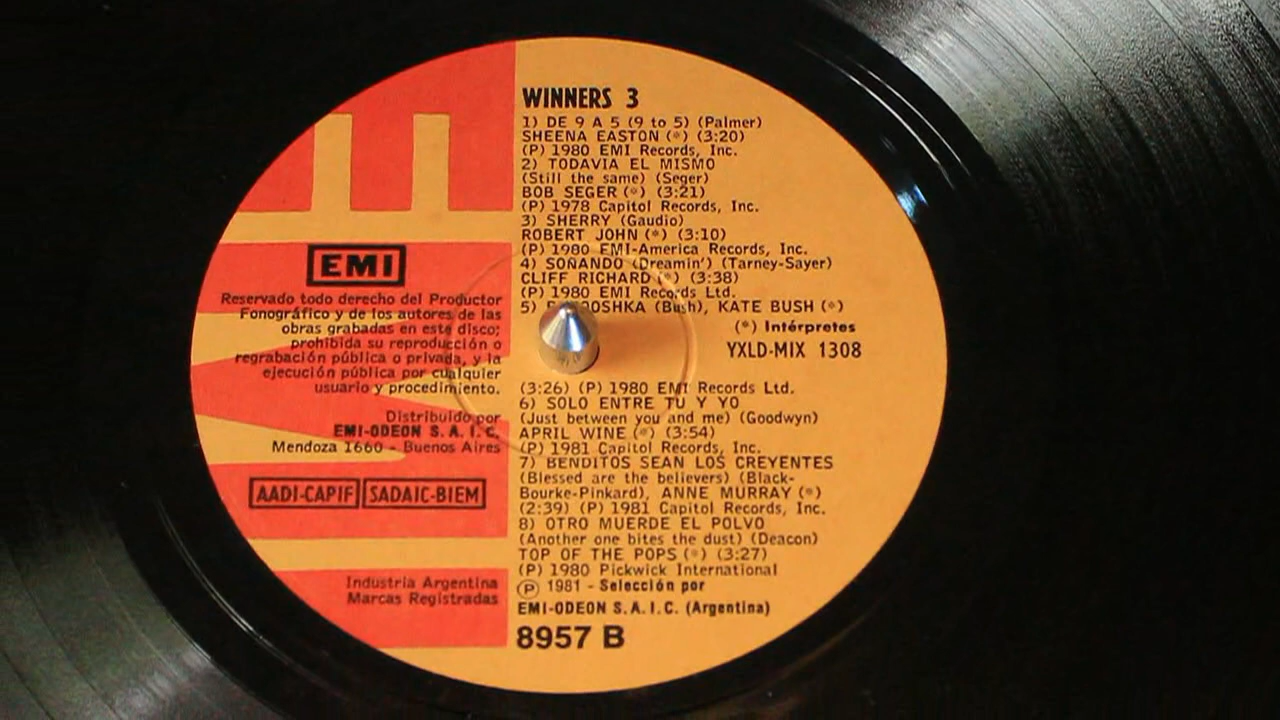 WINNERS 3
1) DE 9 A 5 (9 to 5) (Palmer)
SHEENA EASTON (*) (3:20)
(P) 1980 EMI Records, Inc.
2) TODAVIA EL MISMO
(Still the same) (Seger)
BOB SEGER (*) (3:21)
(P) 1978 Capitol Records, Inc.
3) SHERRY (Gaudio)
ROBERT JOHN (*) (3:10)
(P) 1980 EMI-America Records, Inc.
4) SOÑANDO (Dreamin') (Tarney-Sayer)
CLIFF RICHARD (*) (3:38)
(P) 1980 EMI Records Ltd.
5) (Bush), KATE BUSH (*)
(*) Intérpretes
YXLD-MIX 1308
(3:26) (P) 1980 EMI Records Ltd.
6) SOLO ENTRE TU Y YO
(Just between you and me) (Goodwyn)
APRIL WINE (*) (3:54)
(P) 1981 Capitol Records, Inc.
7) BENDITOS SEAN LOS CREYENTES
(Blessed are the believers) (Black-
Bourke-Pinkard), ANNE MURRAY (*)
(2:39) (P) 1981 Capitol Records, Inc.
8) OTRO MUERDE EL POLVO
(Another one bites the dust) (Deacon)
TOP OF THE POPS (*) (3:27)
(P) 1980 Pickwick International
Ⓟ 1981 - Selección por
EMI-ODEON S.A.I.C. (Argentina)
8957 B
EMI
Reservado todo derecho del Productor
Fonográfico y de los autores de las
obras grabadas en este disco;
prohibida su reproducción o
regrabación pública o privada, y la
ejecución pública por cualquier
usuario y procedimiento.
Distribuido por
EMI-ODEON S.A.I.C.
Mendoza 1660 - Buenos Aires
AADI-CAPIF SADAIC-BIEM
Industria Argentina
Marcas Registradas